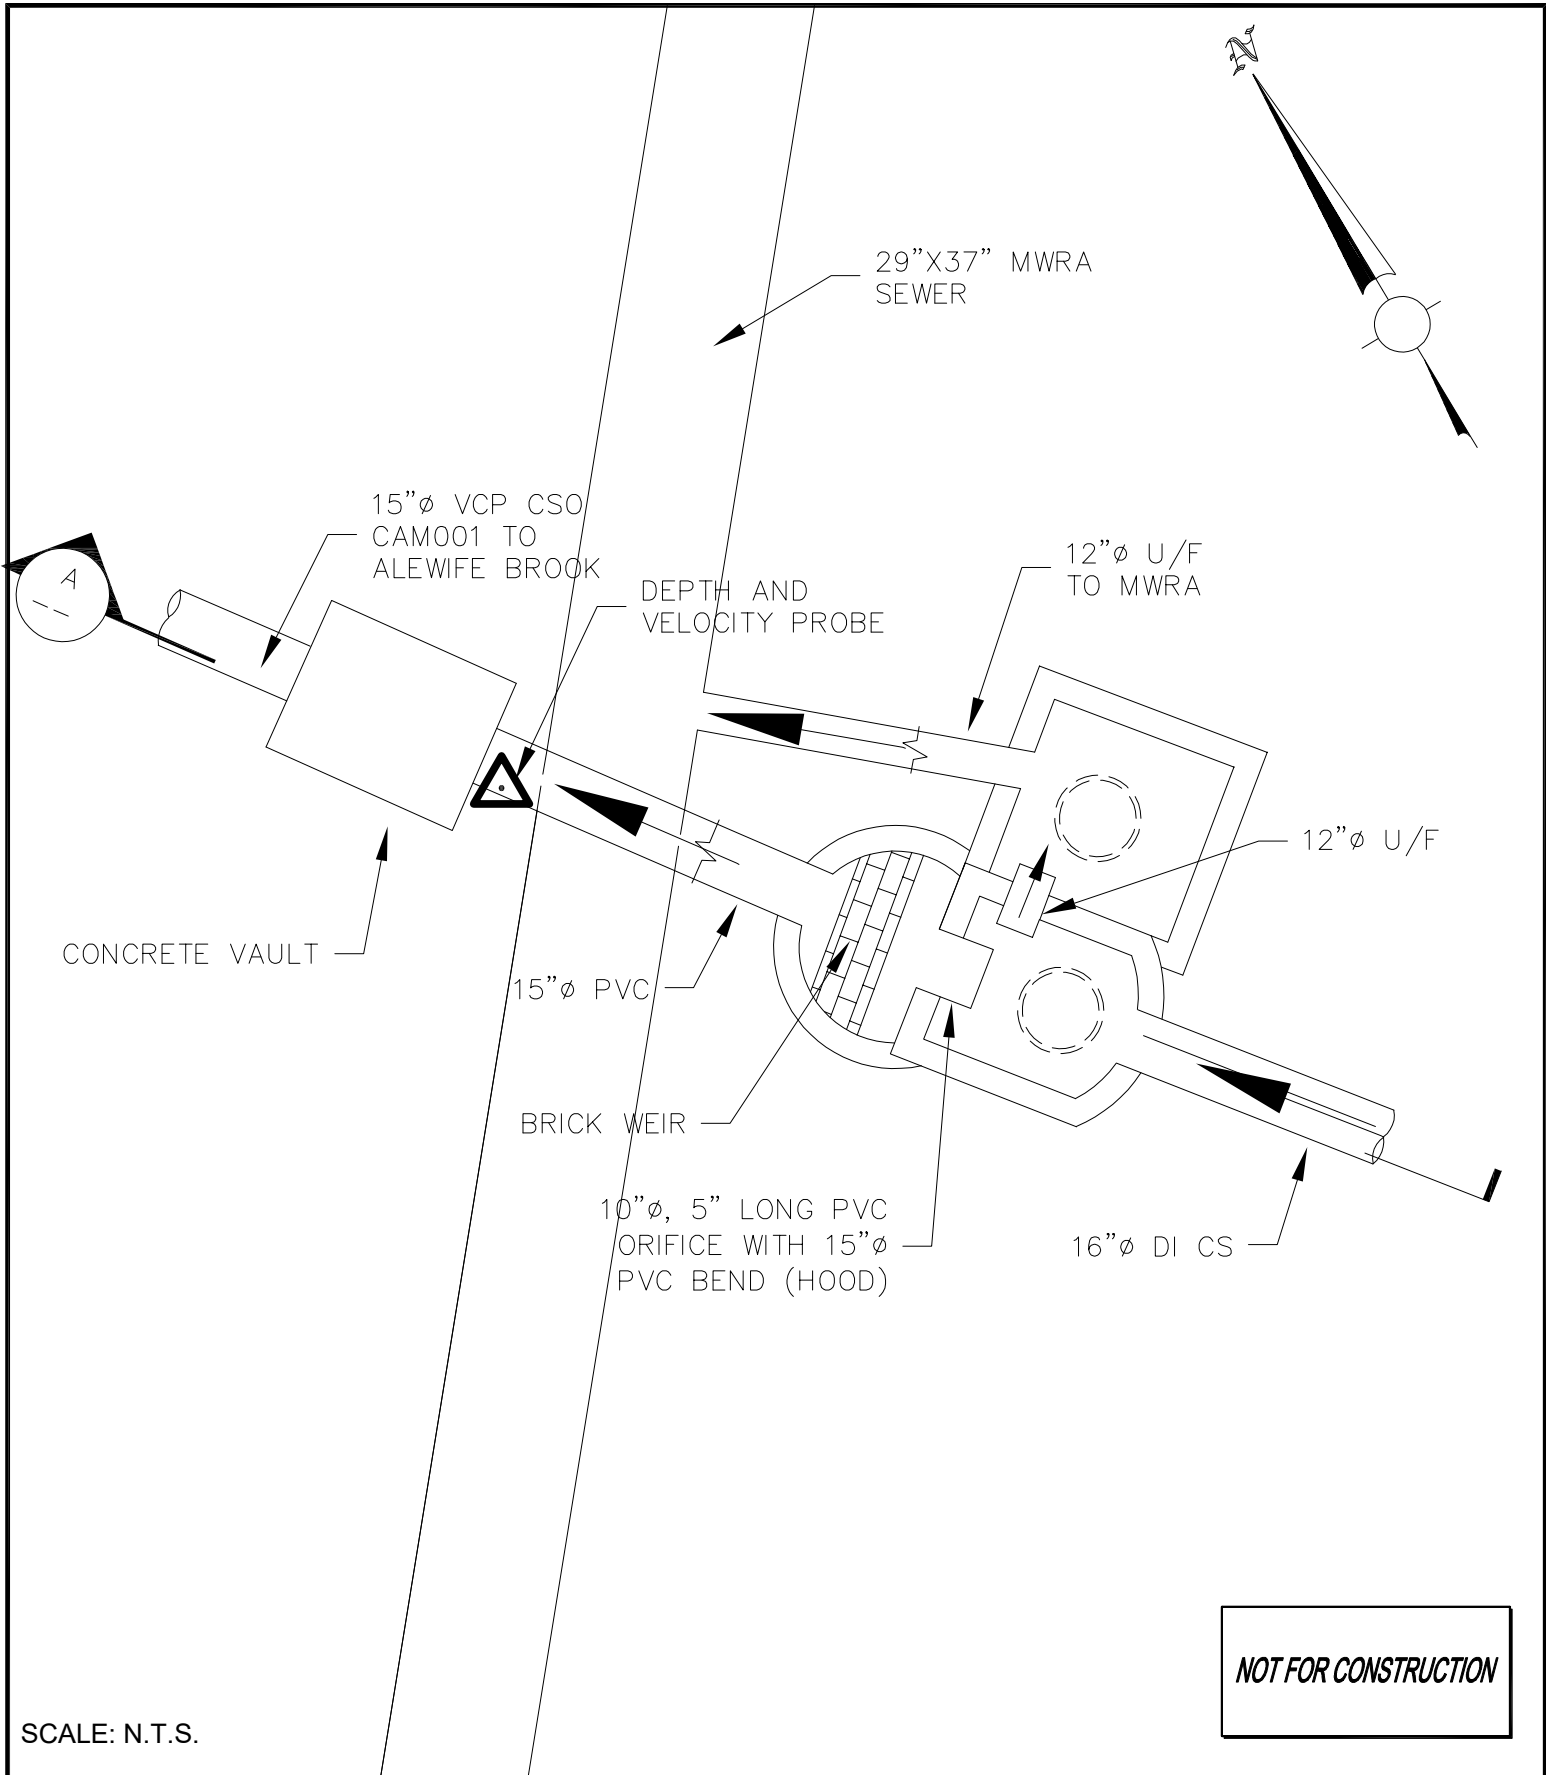 N
29”X37” MWRA
SEWER
15”ø VCP CSO
CAM001 TO
ALEWIFE BROOK
A
--
DEPTH AND
VELOCITY PROBE
12”ø U/F
TO MWRA
12”ø U/F
CONCRETE VAULT
15”ø PVC
BRICK WEIR
10”ø, 5” LONG PVC
ORIFICE WITH 15”ø
PVC BEND (HOOD)
16”ø DI CS
NOT FOR CONSTRUCTION
SCALE: N.T.S.